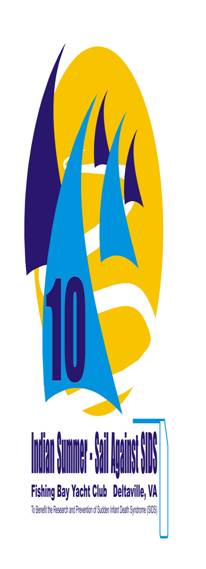 10
Indian Summer - Sail Against SIDS
Fishing Bay Yacht Club Deltaville, VA
To Benefit the Research and Prevention of Sudden Infant Death Syndrome (SIDS)